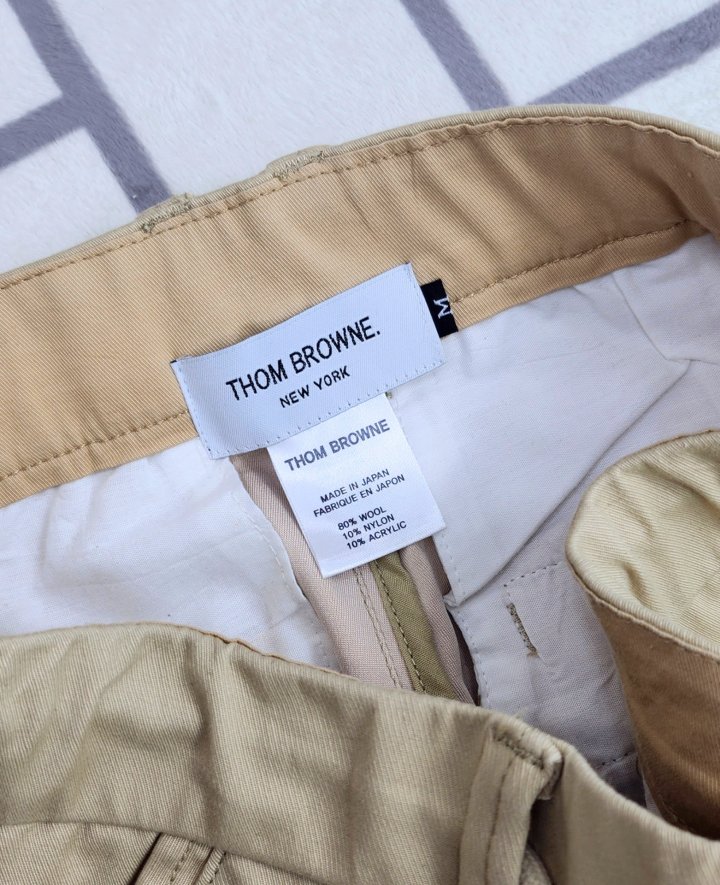 THOM BROWNE.
NEW YORK
M
THOM BROWNE
MADE IN JAPAN
FABRIQUE EN JAPON
80% WOOL
10% NYLON
10% ACRYLIC